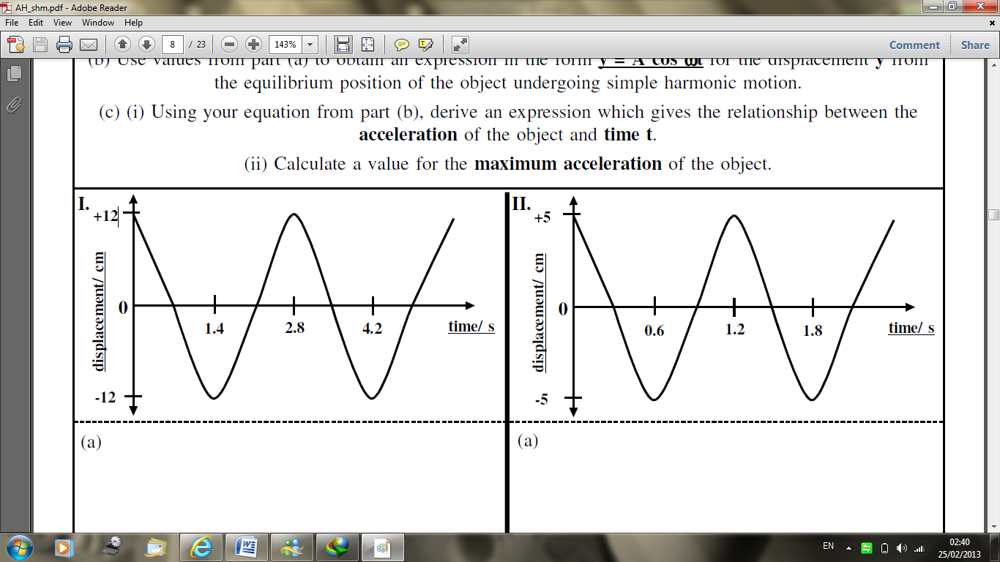 AH_shm.pdf - Adobe Reader
File Edit View Window Help
8 / 23 143% Comment Share
(b) Use values from part (a) to obtain an expression in the form y = A cos ωt for the displacement y from
the equilibrium position of the object undergoing simple harmonic motion.
(c) (i) Using your equation from part (b), derive an expression which gives the relationship between the
acceleration of the object and time t.
(ii) Calculate a value for the maximum acceleration of the object.
I.
+12
displacement/ cm
0
1.4 2.8 4.2 time/ s
-12
(a)
II.
+5
displacement/ cm
0
0.6 1.2 1.8 time/ s
-5
(a)
EN 02:40
25/02/2013